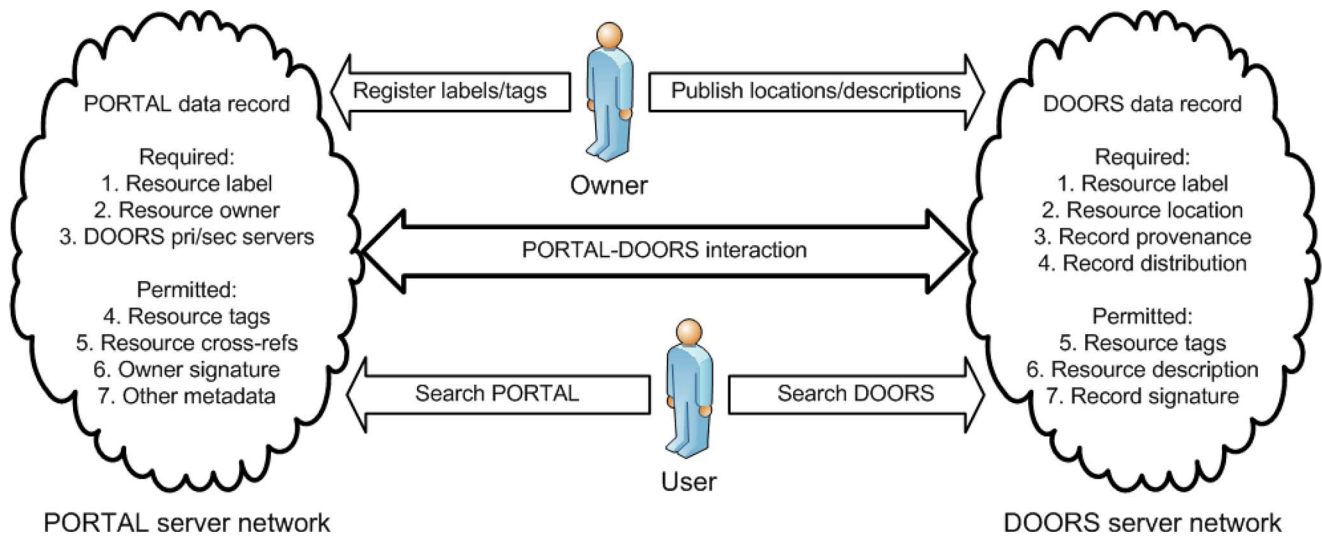 PORTAL data record
Required:
1. Resource label
2. Resource owner
3. DOORS pri/sec servers
Permitted:
4. Resource tags
5. Resource cross-refs
6. Owner signature
7. Other metadata
PORTAL server network
Register labels/tags
Publish locations/descriptions
Owner
PORTAL-DOORS interaction
Search PORTAL
Search DOORS
User
DOORS data record
Required:
1. Resource label
2. Resource location
3. Record provenance
4. Record distribution
Permitted:
5. Resource tags
6. Resource description
7. Record signature
DOORS server network